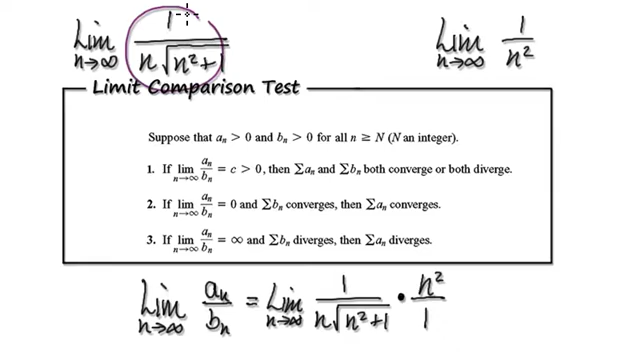 Lim n→∞ 1/(n√(n²+1)) Lim n→∞ 1/n²
Limit Comparison Test
Suppose that aₙ > 0 and bₙ > 0 for all n ≥ N (N an integer).
1. If lim n→∞ aₙ/bₙ = c > 0, then Σaₙ and Σbₙ both converge or both diverge.
2. If lim n→∞ aₙ/bₙ = 0 and Σbₙ converges, then Σaₙ converges.
3. If lim n→∞ aₙ/bₙ = ∞ and Σbₙ diverges, then Σaₙ diverges.
Lim n→∞ aₙ/bₙ = Lim n→∞ 1/(n√(n²+1)) • n²/1